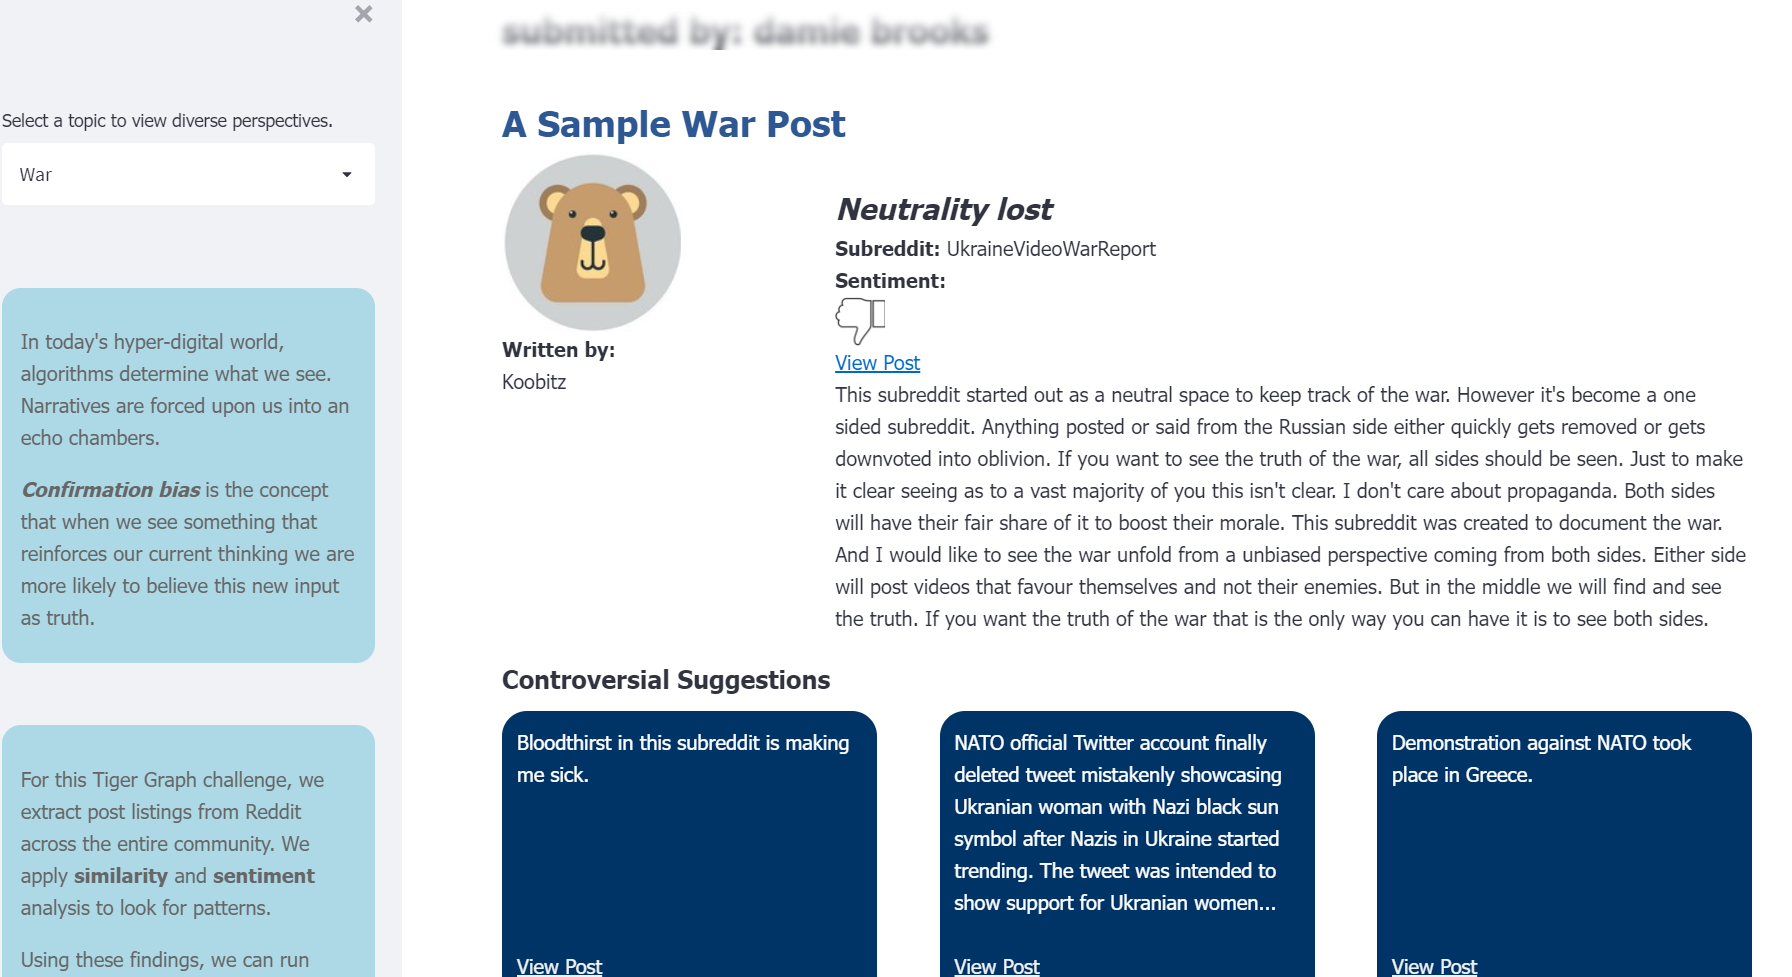 Select a topic to view diverse perspectives.
War
In today's hyper-digital world,
algorithms determine what we see.
Narratives are forced upon us into an
echo chambers.
Confirmation bias is the concept
that when we see something that
reinforces our current thinking we are
more likely to believe this new input
as truth.
For this Tiger Graph challenge, we
extract post listings from Reddit
across the entire community. We
apply similarity and sentiment
analysis to look for patterns.
Using these findings, we can run
submitted by: damie brooks
A Sample War Post
Written by:
Koobitz
Neutrality lost
Subreddit: UkraineVideoWarReport
Sentiment:
View Post
This subreddit started out as a neutral space to keep track of the war. However it's become a one
sided subreddit. Anything posted or said from the Russian side either quickly gets removed or gets
downvoted into oblivion. If you want to see the truth of the war, all sides should be seen. Just to make
it clear seeing as to a vast majority of you this isn't clear. I don't care about propaganda. Both sides
will have their fair share of it to boost their morale. This subreddit was created to document the war.
And I would like to see the war unfold from a unbiased perspective coming from both sides. Either side
will post videos that favour themselves and not their enemies. But in the middle we will find and see
the truth. If you want the truth of the war that is the only way you can have it is to see both sides.
Controversial Suggestions
Bloodthirst in this subreddit is making
me sick.
View Post
NATO official Twitter account finally
deleted tweet mistakenly showcasing
Ukranian woman with Nazi black sun
symbol after Nazis in Ukraine started
trending. The tweet was intended to
show support for Ukranian women...
View Post
Demonstration against NATO took
place in Greece.
View Post